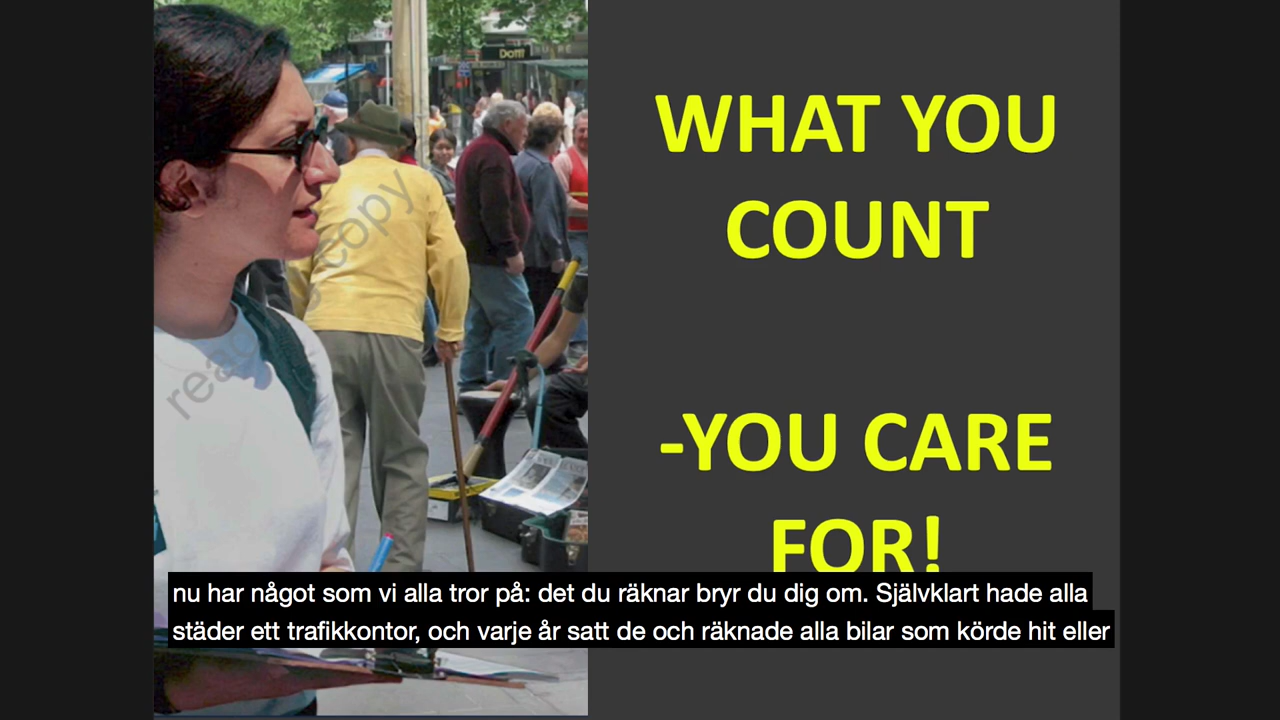 Dotti
WHAT YOU
COUNT
-YOU CARE
FOR!
nu har något som vi alla tror på: det du räknar bryr du dig om. Självklart hade alla
städer ett trafikkontor, och varje år satt de och räknade alla bilar som körde hit eller